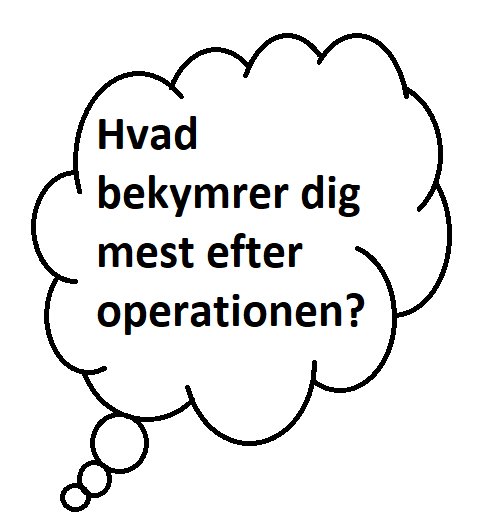 Hvad
bekymrer dig
mest efter
operationen?